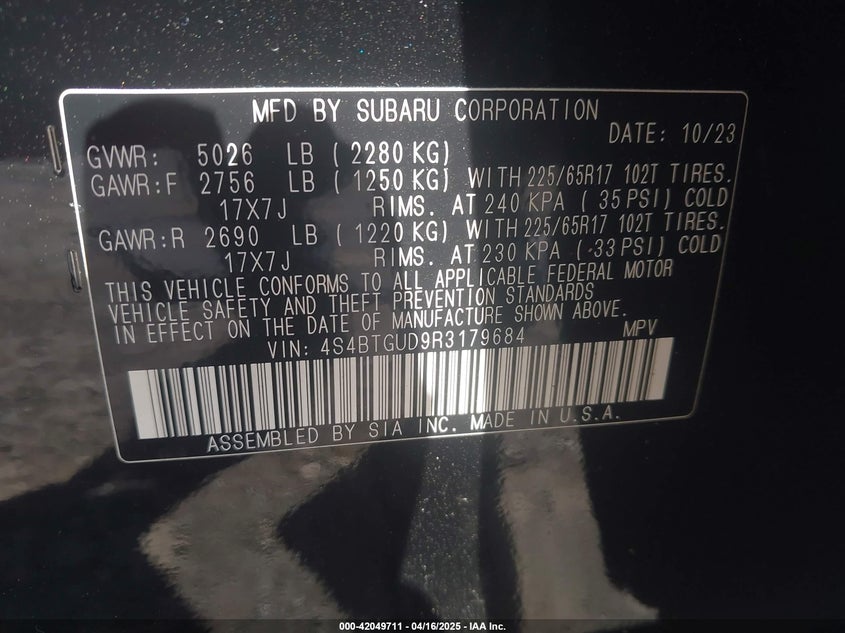 MFD BY SUBARU CORPORATION
DATE: 10/23
GVWR: 5026 LB ( 2280 KG)
GAWR:F 2756 LB ( 1250 KG) WITH 225/65R17 102T TIRES.
17X7J RIMS. AT 240 KPA ( 35 PSI) COLD
GAWR:R 2690 LB ( 1220 KG) WITH 225/65R17 102T TIRES.
17X7J RIMS. AT 230 KPA ( 33 PSI) COLD
THIS VEHICLE CONFORMS TO ALL APPLICABLE FEDERAL MOTOR
VEHICLE SAFETY AND THEFT PREVENTION STANDARDS
IN EFFECT ON THE DATE OF MANUFACTURE SHOWN ABOVE.
VIN: 4S4BTGUD9R3179684 MPV
ASSEMBLED BY SIA INC. MADE IN U.S.A.
000-42049711 - 04/16/2025 - IAA Inc.